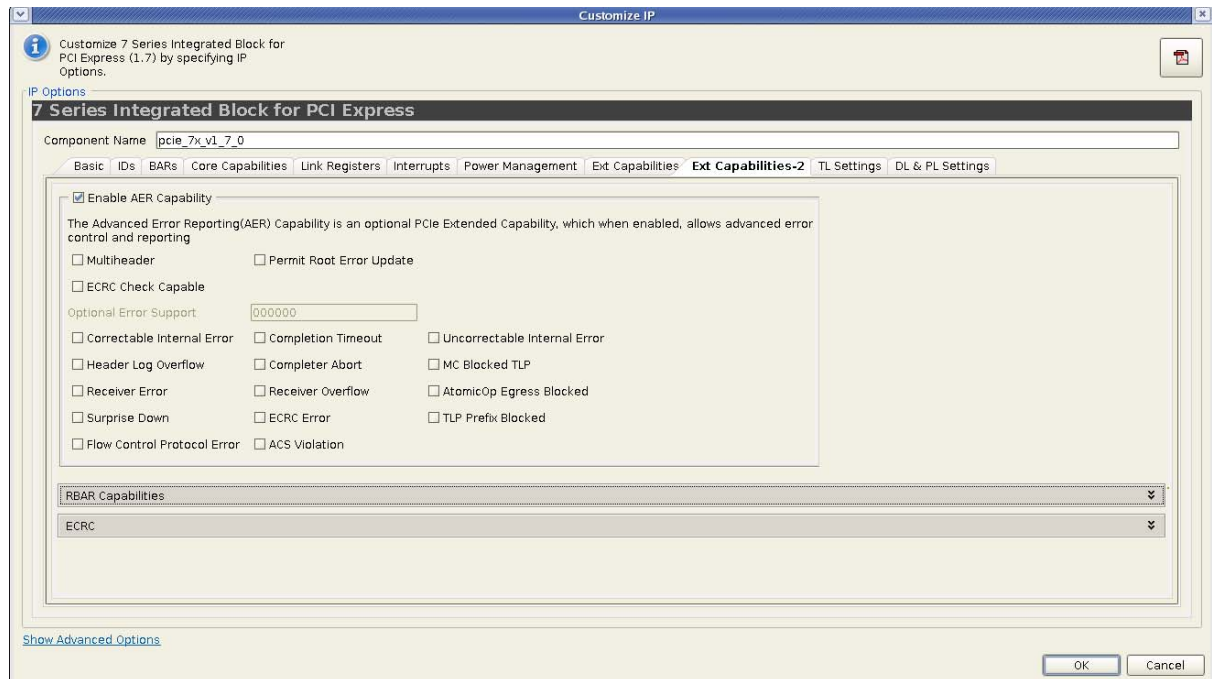 Customize IP
Customize 7 Series Integrated Block for
PCI Express (1.7) by specifying IP
Options.
IP Options
7 Series Integrated Block for PCI Express
Component Name pcie_7x_v1_7_0
Basic IDs BARs Core Capabilities Link Registers Interrupts Power Management Ext Capabilities Ext Capabilities-2 TL Settings DL & PL Settings
Enable AER Capability
The Advanced Error Reporting(AER) Capability is an optional PCIe Extended Capability, which when enabled, allows advanced error
control and reporting
Multiheader Permit Root Error Update
ECRC Check Capable
Optional Error Support 000000
Correctable Internal Error Completion Timeout Uncorrectable Internal Error
Header Log Overflow Completer Abort MC Blocked TLP
Receiver Error Receiver Overflow AtomicOp Egress Blocked
Surprise Down ECRC Error TLP Prefix Blocked
Flow Control Protocol Error ACS Violation
RBAR Capabilities
ECRC
Show Advanced Options
OK Cancel